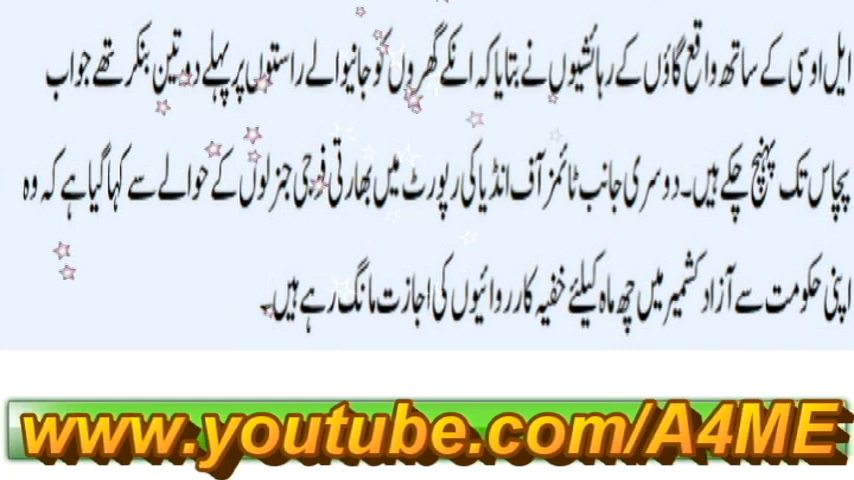 ایل او سی کے ساتھ واقع گاؤں کے رہائشیوں نے بتایا کہ انکے گھروں کو جانیوالے راستوں پر پہلے دو، تین بنکر تھے جو اب
پچاس تک پہنچ چکے ہیں۔ دوسری جانب ٹائمز آف انڈیا کی رپورٹ میں بھارتی فوجی جنرلوں کے حوالے سے کہا گیا ہے کہ وہ
اپنی حکومت سے آزاد کشمیر میں چھ ماہ کیلئے خفیہ کارروائیوں کی اجازت مانگ رہے ہیں۔
www.youtube.com/A4ME